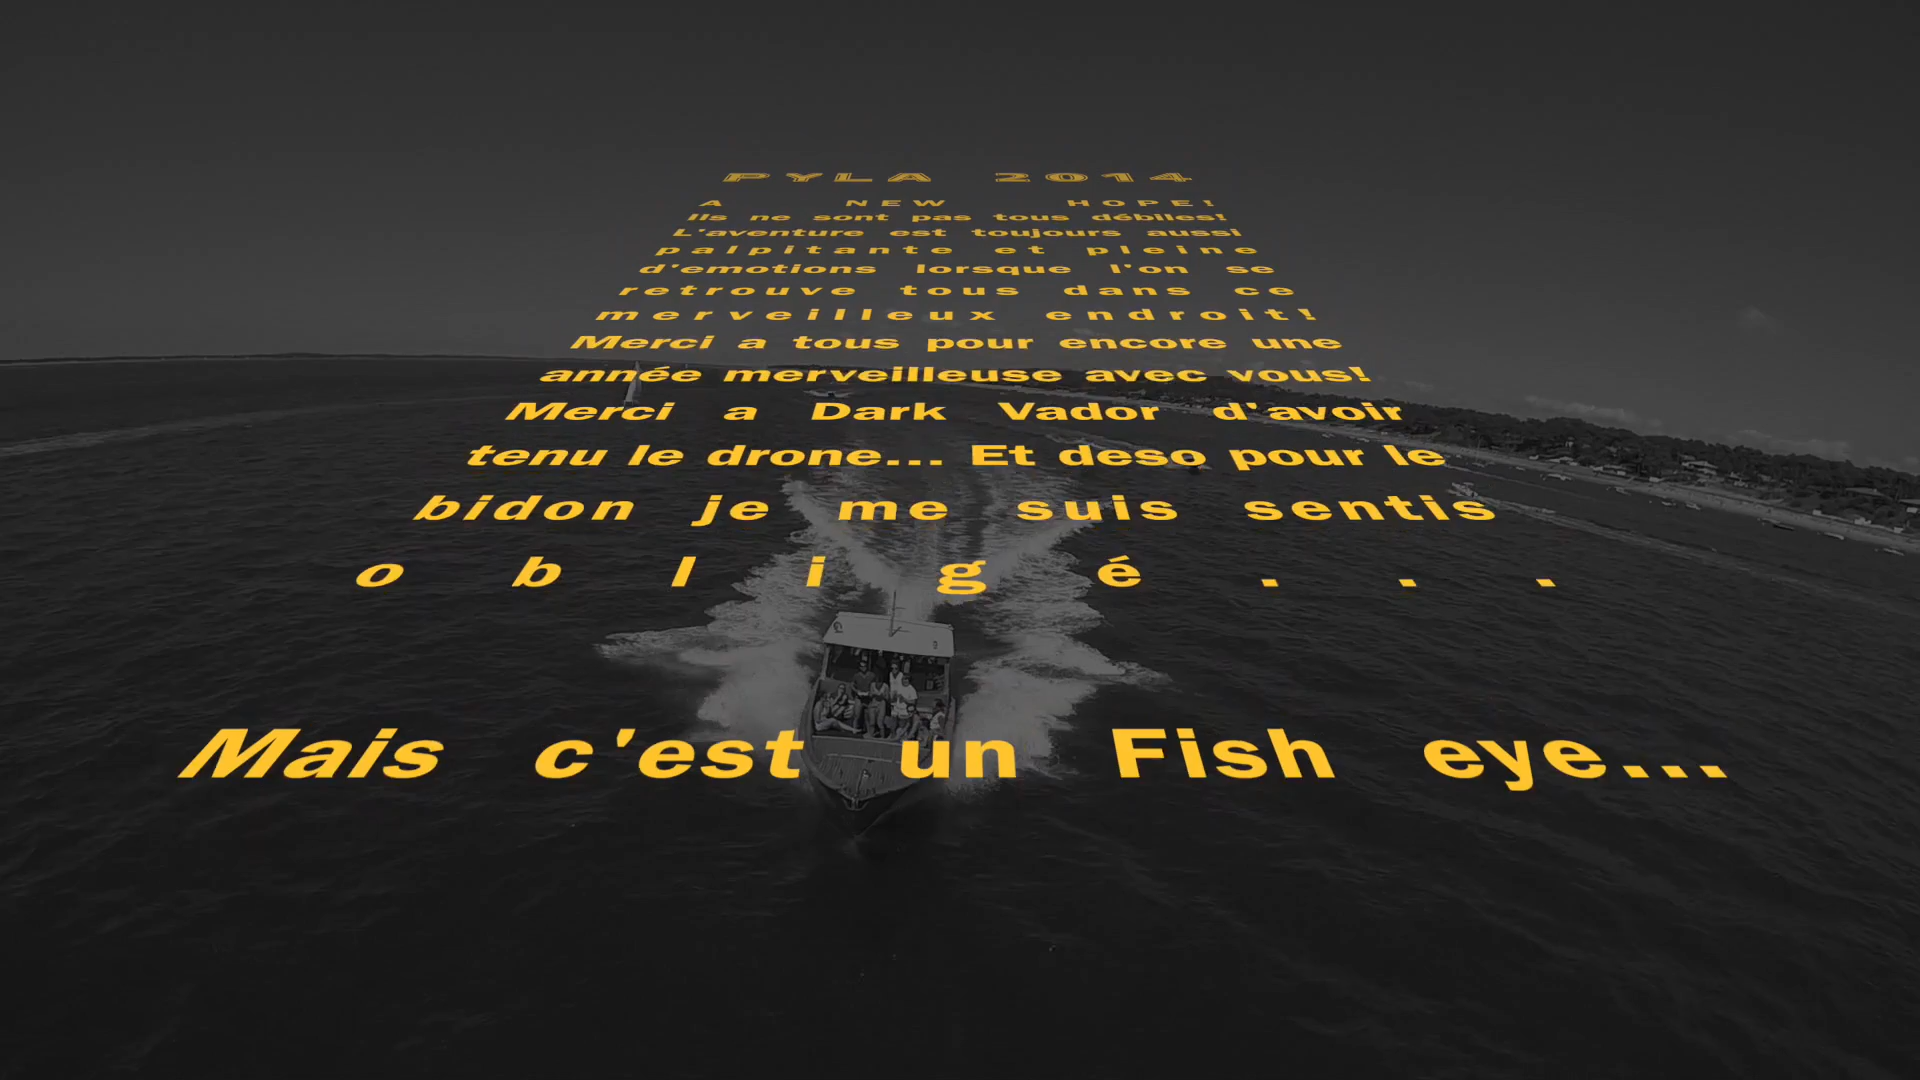 PYLA 2014
A NEW HOPE!
Ils ne sont pas tous débiles!
L'aventure est toujours aussi
palpitante et pleine
d'emotions lorsque l'on se
retrouve tous dans ce
merveilleux endroit!
Merci a tous pour encore une
année merveilleuse avec vous!
Merci a Dark Vador d'avoir
tenu le drone... Et deso pour le
bidon je me suis sentis
obligé...
Mais c'est un Fish eye...